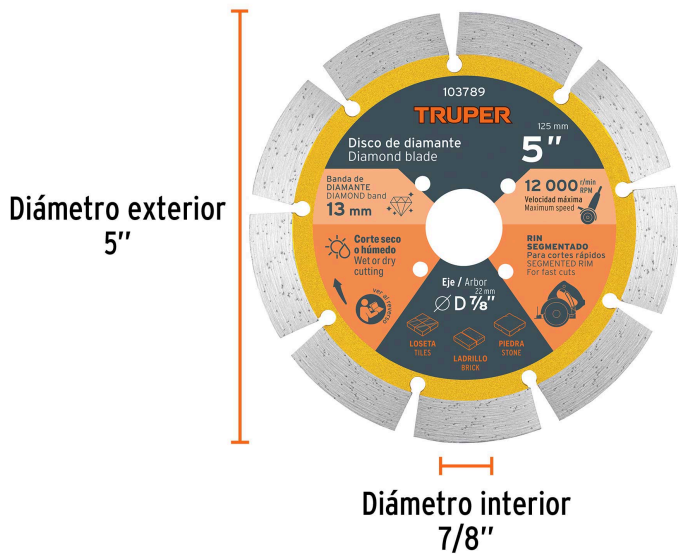 Diámetro exterior
5"
103789
TRUPER
125 mm
Disco de diamante
Diamond blade
5"
Banda de
DIAMANTE
DIAMOND band
13 mm
12 000 r/min
RPM
Velocidad máxima
Maximum speed
Corte seco
o húmedo
Wet or dry
cutting
RIN
SEGMENTADO
Para cortes rápidos
SEGMENTED RIM
For fast cuts
ver al reverso
Eje / Arbor
22 mm
Ø D 7/8"
LOSETA
TILES
LADRILLO
BRICK
PIEDRA
STONE
Diámetro interior
7/8"